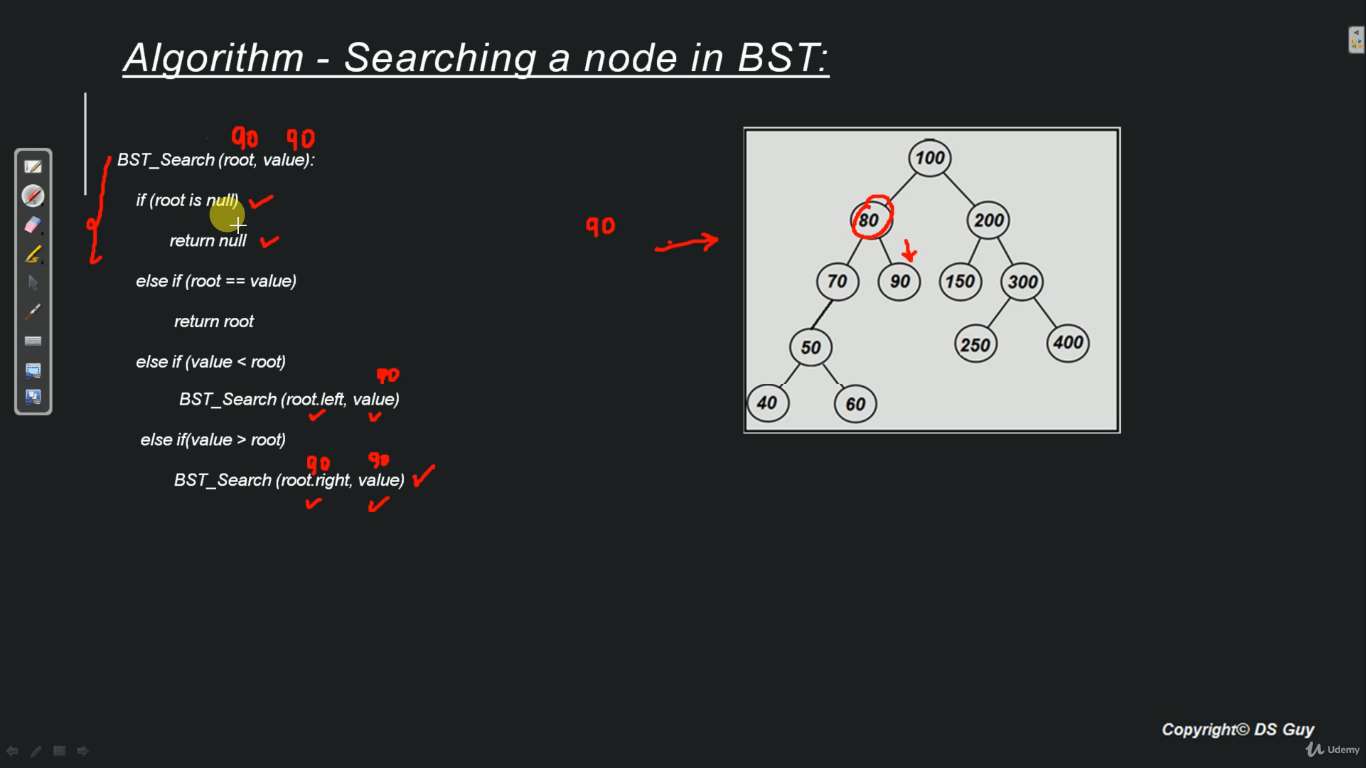 Algorithm - Searching a node in BST:
90 90
BST_Search (root, value):
if (root is null)
return null
else if (root == value)
return root
else if (value < root)
90
BST_Search (root.left, value)
else if(value > root)
90 90
BST_Search (root.right, value)
90
100
80 200
70 90 150 300
50 250 400
40 60
Copyright© DS Guy
Udemy